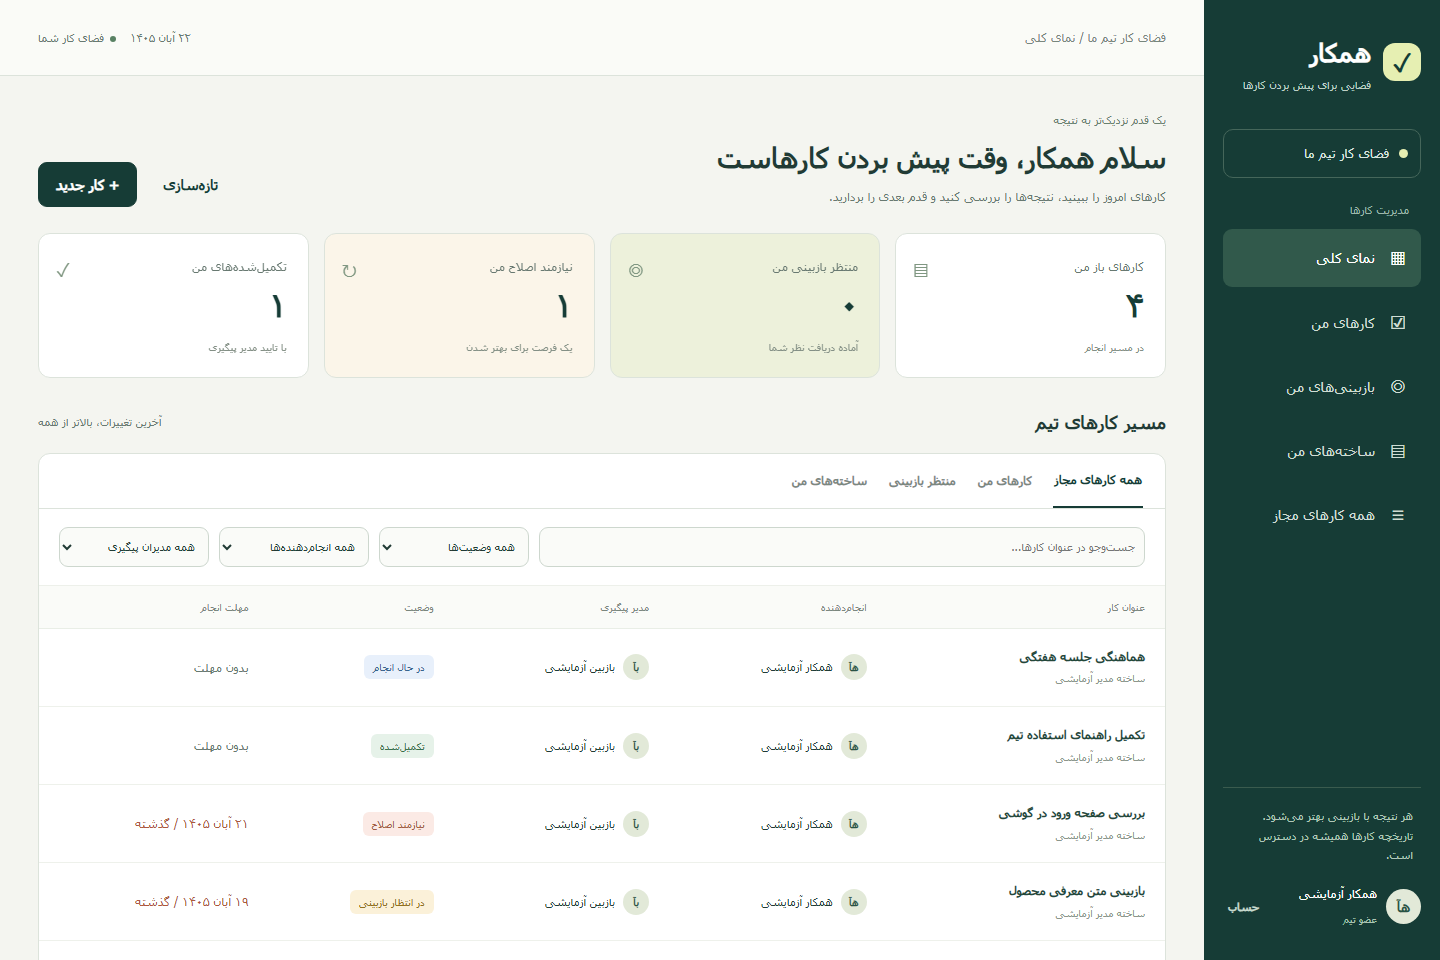 همکار
فضایی برای پیش بردن کارها
فضای کار تیم ما
مدیریت کارها
نمای کلی
کارهای من
بازبینی‌های من
ساخته‌های من
همه کارهای مجاز
هر نتیجه با بازبینی بهتر می‌شود.
تاریخچه کارها همیشه در دسترس
است.
هآ
همکار آزمایشی
عضو تیم
حساب
فضای کار تیم ما / نمای کلی
۲۲ آبان ۱۴۰۵
فضای کار شما
یک قدم نزدیک‌تر به نتیجه
سلام همکار، وقت پیش بردن کارهاست
کارهای امروز را ببینید، نتیجه‌ها را بررسی کنید و قدم بعدی را بردارید.
تازه‌سازی
+ کار جدید
کارهای باز من
۴
در مسیر انجام
منتظر بازبینی من
۰
آماده دریافت نظر شما
نیازمند اصلاح من
۱
یک فرصت برای بهتر شدن
تکمیل‌شده‌های من
۱
با تایید مدیر پیگیری
مسیر کارهای تیم
آخرین تغییرات، بالاتر از همه
همه کارهای مجاز کارهای من منتظر بازبینی ساخته‌های من
جست‌وجو در عنوان کارها... همه وضعیت‌ها همه انجام‌دهنده‌ها همه مدیران پیگیری
عنوان کار انجام‌دهنده مدیر پیگیری وضعیت مهلت انجام
هماهنگی جلسه هفتگی
ساخته مدیر آزمایشی
هآ همکار آزمایشی بآ بازبین آزمایشی در حال انجام بدون مهلت
تکمیل راهنمای استفاده تیم
ساخته مدیر آزمایشی
هآ همکار آزمایشی بآ بازبین آزمایشی تکمیل‌شده بدون مهلت
بررسی صفحه ورود در گوشی
ساخته مدیر آزمایشی
هآ همکار آزمایشی بآ بازبین آزمایشی نیازمند اصلاح ۲۱ آبان ۱۴۰۵ / گذشته
بازبینی متن معرفی محصول
ساخته مدیر آزمایشی
هآ همکار آزمایشی بآ بازبین آزمایشی در انتظار بازبینی ۱۹ آبان ۱۴۰۵ / گذشته